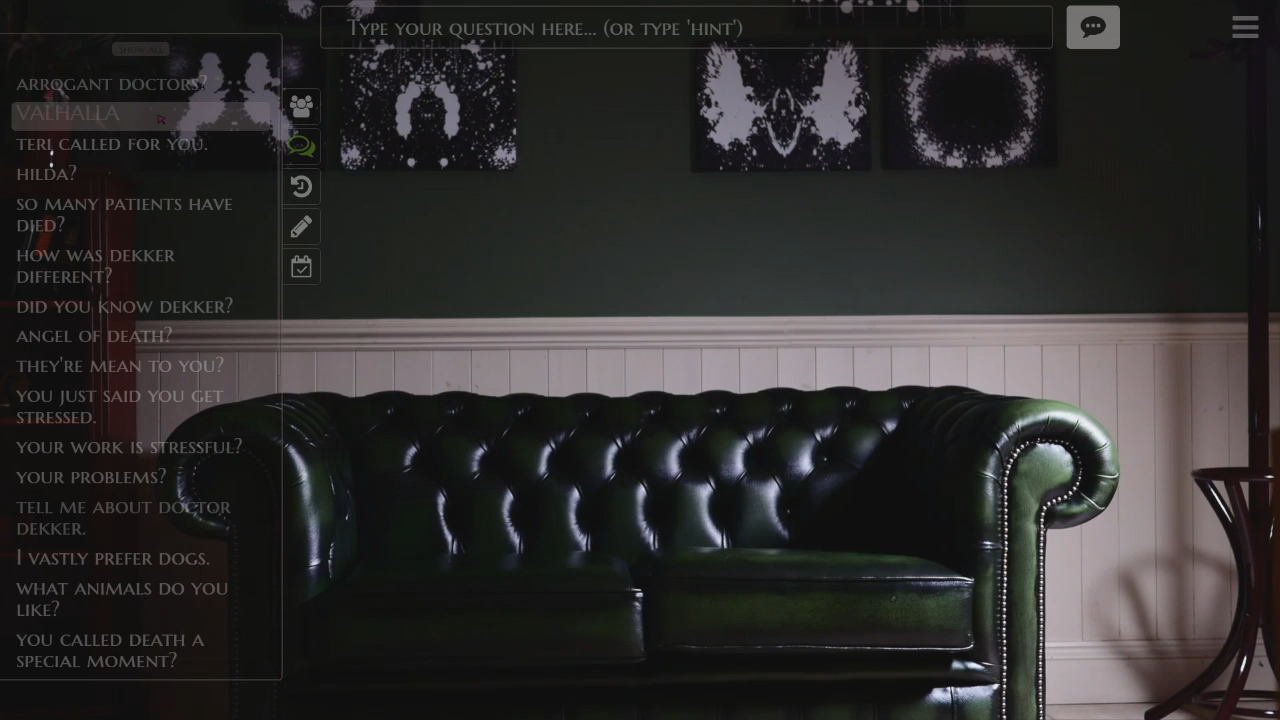 Type your question here... (or type 'hint')
Show all
Arrogant doctors?
Valhalla
Teri called for you.
Hilda?
So many patients have
died?
How was Dekker
different?
Did you know Dekker?
Angel of death?
They're mean to you?
You just said you get
stressed.
Your work is stressful?
Your problems?
Tell me about Doctor
Dekker.
I vastly prefer dogs.
What animals do you
like?
You called death a
special moment?